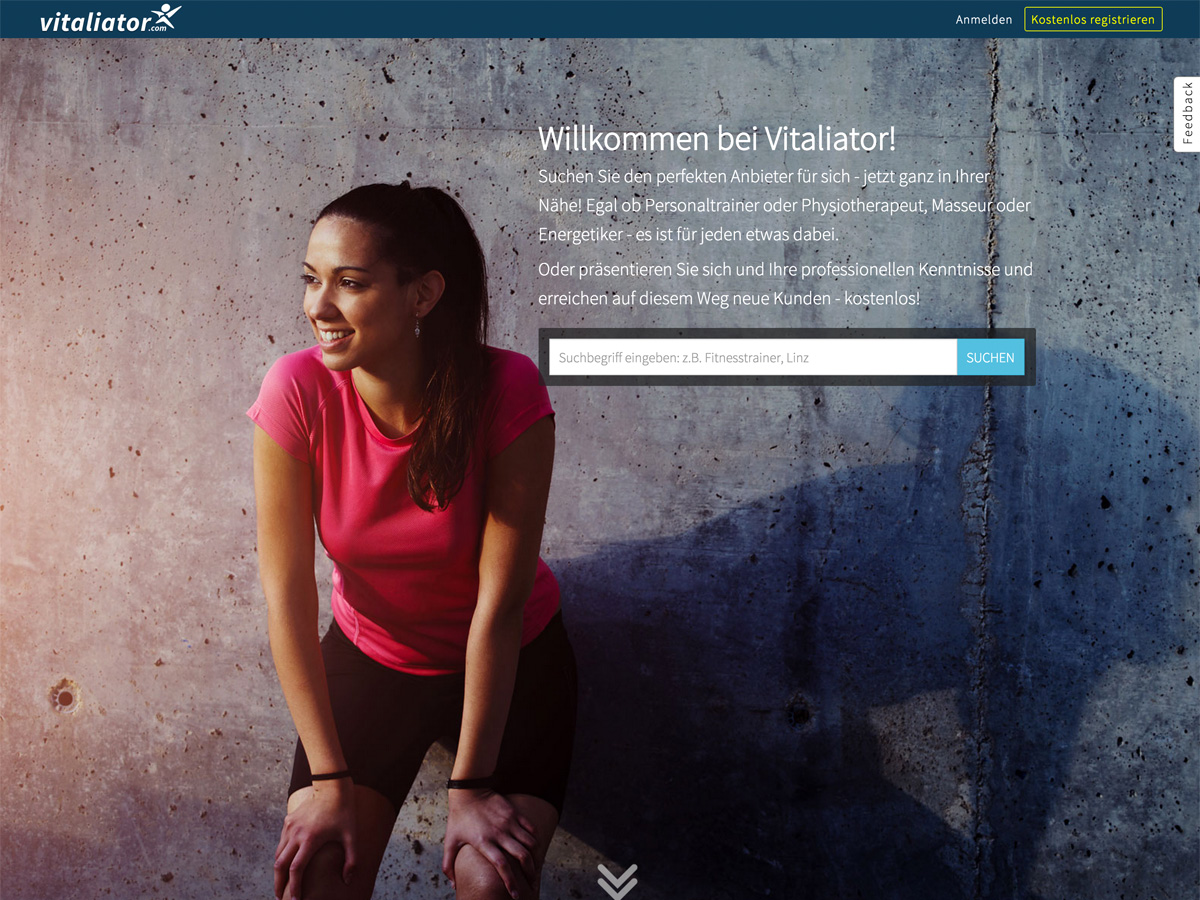 vitaliator.com
Anmelden
Kostenlos registrieren
Feedback
Willkommen bei Vitaliator!
Suchen Sie den perfekten Anbieter für sich - jetzt ganz in Ihrer
Nähe! Egal ob Personaltrainer oder Physiotherapeut, Masseur oder
Energetiker - es ist für jeden etwas dabei.
Oder präsentieren Sie sich und Ihre professionellen Kenntnisse und
erreichen auf diesem Weg neue Kunden - kostenlos!
Suchbegriff eingeben: z.B. Fitnesstrainer, Linz
SUCHEN